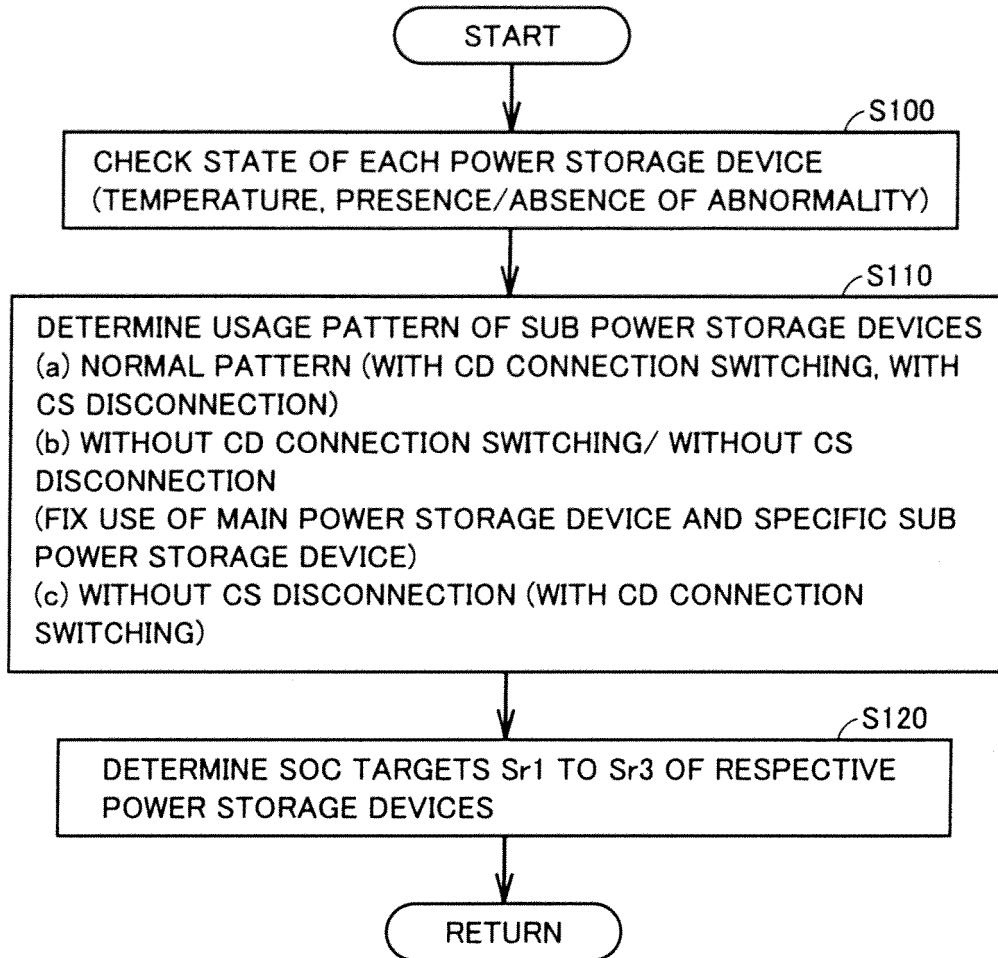 START
S100
CHECK STATE OF EACH POWER STORAGE DEVICE
(TEMPERATURE, PRESENCE/ABSENCE OF ABNORMALITY)
S110
DETERMINE USAGE PATTERN OF SUB POWER STORAGE DEVICES
(a) NORMAL PATTERN (WITH CD CONNECTION SWITCHING, WITH
CS DISCONNECTION)
(b) WITHOUT CD CONNECTION SWITCHING/ WITHOUT CS
DISCONNECTION
(FIX USE OF MAIN POWER STORAGE DEVICE AND SPECIFIC SUB
POWER STORAGE DEVICE)
(c) WITHOUT CS DISCONNECTION (WITH CD CONNECTION
SWITCHING)
S120
DETERMINE SOC TARGETS Sr1 TO Sr3 OF RESPECTIVE
POWER STORAGE DEVICES
RETURN